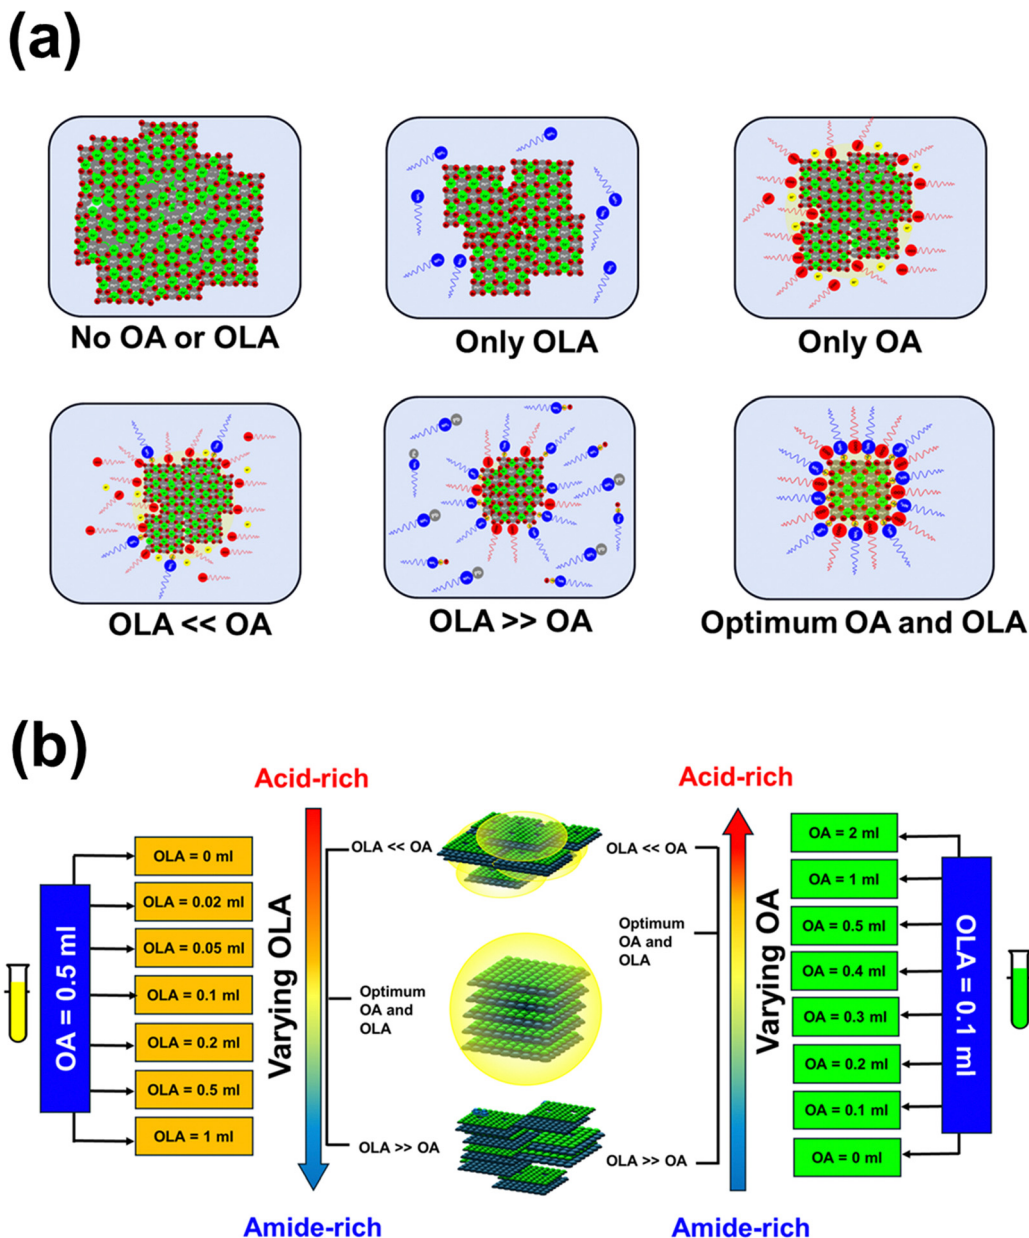 (a)
No OA or OLA
Only OLA
Only OA
OLA << OA
OLA >> OA
Optimum OA and OLA
(b)
Acid-rich
OA = 0.5 ml
OLA = 0 ml
OLA = 0.02 ml
OLA = 0.05 ml
OLA = 0.1 ml
OLA = 0.2 ml
OLA = 0.5 ml
OLA = 1 ml
Varying OLA
OLA << OA
Optimum
OA and
OLA
OLA >> OA
Amide-rich
Acid-rich
OLA << OA
Optimum
OA and
OLA
OLA >> OA
Varying OA
OA = 2 ml
OA = 1 ml
OA = 0.5 ml
OA = 0.4 ml
OA = 0.3 ml
OA = 0.2 ml
OA = 0.1 ml
OA = 0 ml
OLA = 0.1 ml
Amide-rich